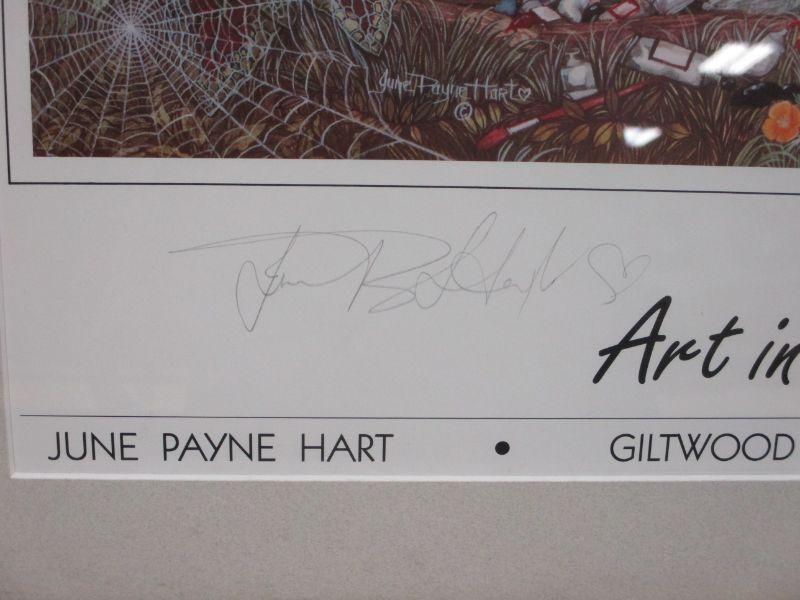 June Payne Hart
©
Art in
JUNE PAYNE HART • GILTWOOD